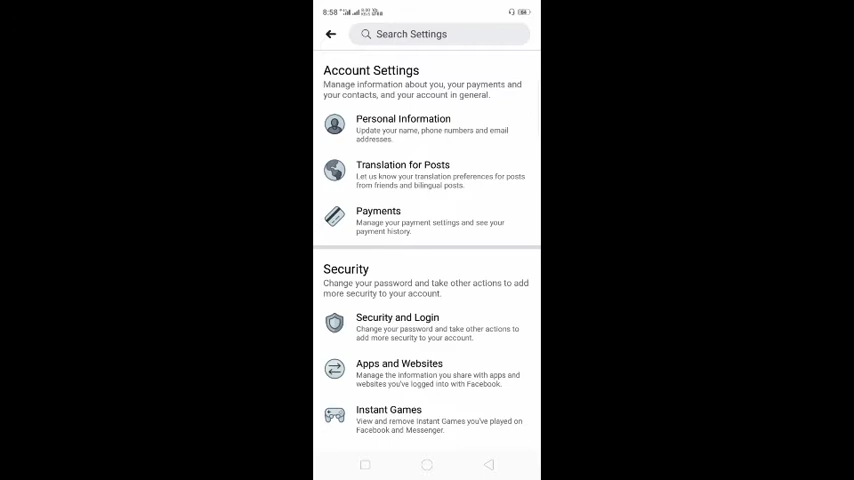 8:58
Search Settings
Account Settings
Manage information about you, your payments and
your contacts, and your account in general.
Personal Information
Update your name, phone numbers and email
addresses.
Translation for Posts
Let us know your translation preferences for posts
from friends and bilingual posts.
Payments
Manage your payment settings and see your
payment history.
Security
Change your password and take other actions to add
more security to your account.
Security and Login
Change your password and take other actions to
add more security to your account.
Apps and Websites
Manage the information you share with apps and
websites you've logged into with Facebook.
Instant Games
View and remove Instant Games you've played on
Facebook and Messenger.